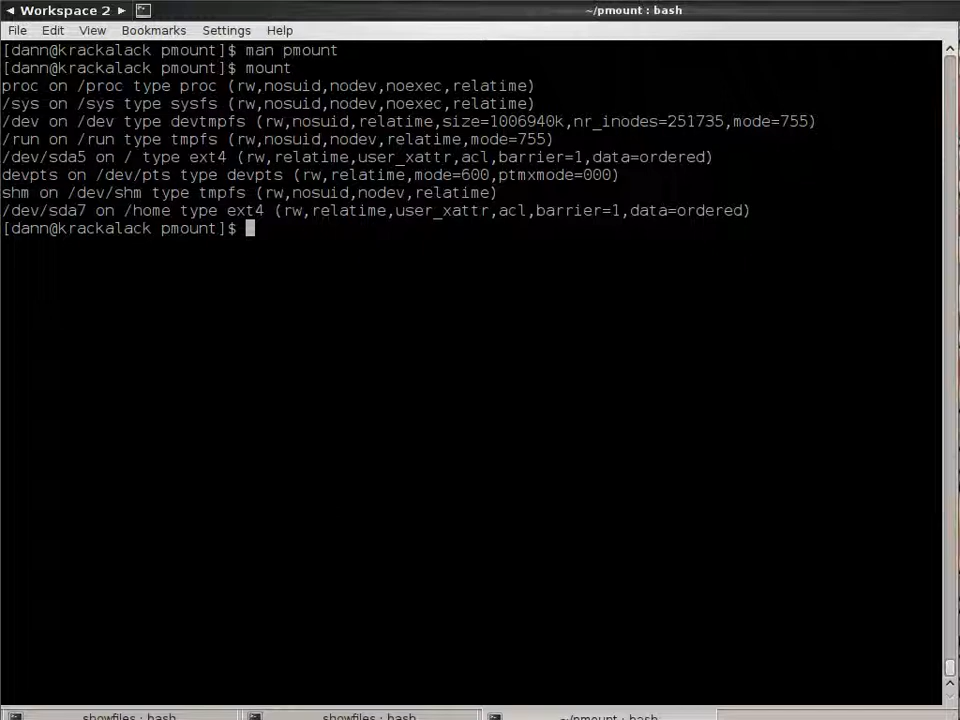 ◄ Workspace 2 ►
~/pmount : bash
File Edit View Bookmarks Settings Help
[dann@krackalack pmount]$ man pmount
[dann@krackalack pmount]$ mount
proc on /proc type proc (rw,nosuid,nodev,noexec,relatime)
/sys on /sys type sysfs (rw,nosuid,nodev,noexec,relatime)
/dev on /dev type devtmpfs (rw,nosuid,relatime,size=1006940k,nr_inodes=251735,mode=755)
/run on /run type tmpfs (rw,nosuid,nodev,relatime,mode=755)
/dev/sda5 on / type ext4 (rw,relatime,user_xattr,acl,barrier=1,data=ordered)
devpts on /dev/pts type devpts (rw,relatime,mode=600,ptmxmode=000)
shm on /dev/shm type tmpfs (rw,nosuid,nodev,relatime)
/dev/sda7 on /home type ext4 (rw,relatime,user_xattr,acl,barrier=1,data=ordered)
[dann@krackalack pmount]$
showfiles : bash showfiles : bash ~/pmount : bash